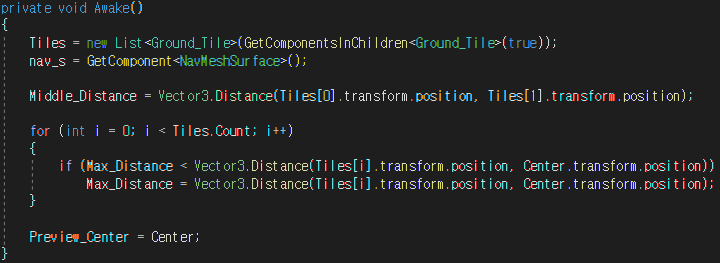 private void Awake()
{
Tiles = new List<Ground_Tile>(GetComponentsInChildren<Ground_Tile>(true));
nav_s = GetComponent<NavMeshSurface>();
Middle_Distance = Vector3.Distance(Tiles[0].transform.position, Tiles[1].transform.position);
for (int i = 0; i < Tiles.Count; i++)
{
if (Max_Distance < Vector3.Distance(Tiles[i].transform.position, Center.transform.position))
Max_Distance = Vector3.Distance(Tiles[i].transform.position, Center.transform.position);
}
Preview_Center = Center;
}